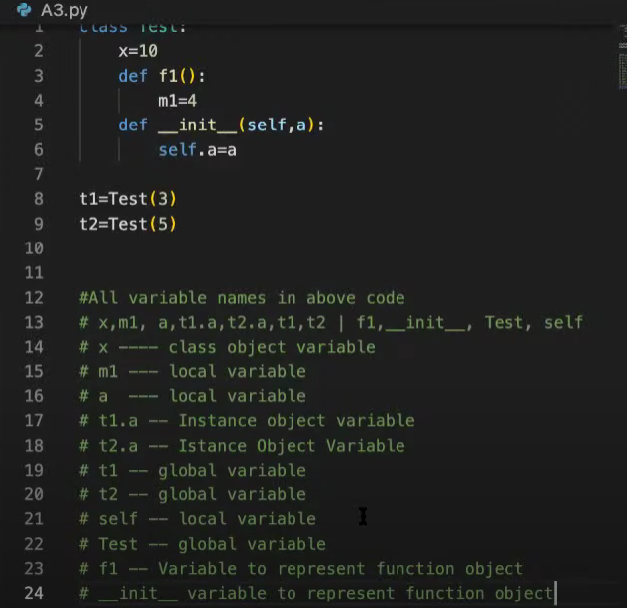 A3.py
1 class Test:
2 x=10
3 def f1():
4 m1=4
5 def __init__(self,a):
6 self.a=a
7
8 t1=Test(3)
9 t2=Test(5)
10
11
12 #All variable names in above code
13 # x,m1, a,t1.a,t2.a,t1,t2 | f1,__init__, Test, self
14 # x ---- class object variable
15 # m1 --- local variable
16 # a --- local variable
17 # t1.a -- Instance object variable
18 # t2.a -- Istance Object Variable
19 # t1 -- global variable
20 # t2 -- global variable
21 # self -- local variable
22 # Test -- global variable
23 # f1 -- Variable to represent function object
24 # __init__ variable to represent function object